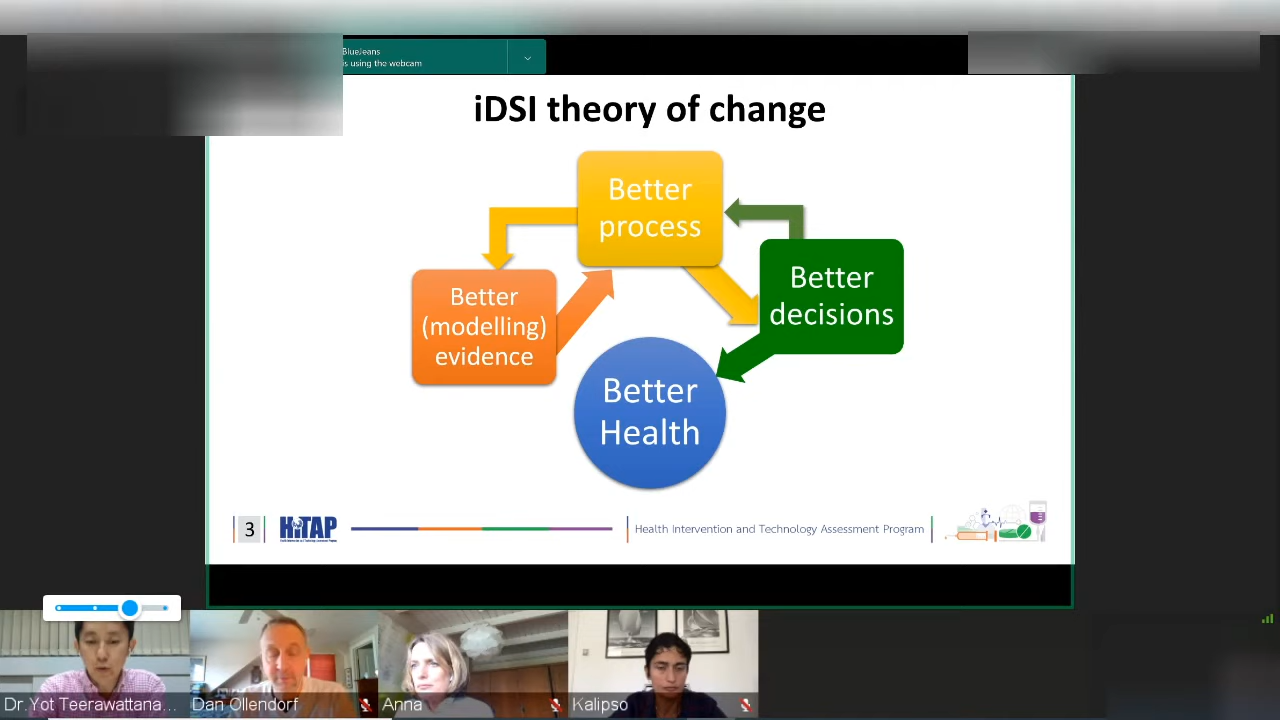 BlueJeans
is using the webcam
iDSI theory of change
Better
process
Better
decisions
Better
(modelling)
evidence
Better
Health
3
HiTAP
Health Intervention and Technology Assessment Program
Dr.Yot Teerawattana...
Dan Ollendorf
Anna
Kalipso